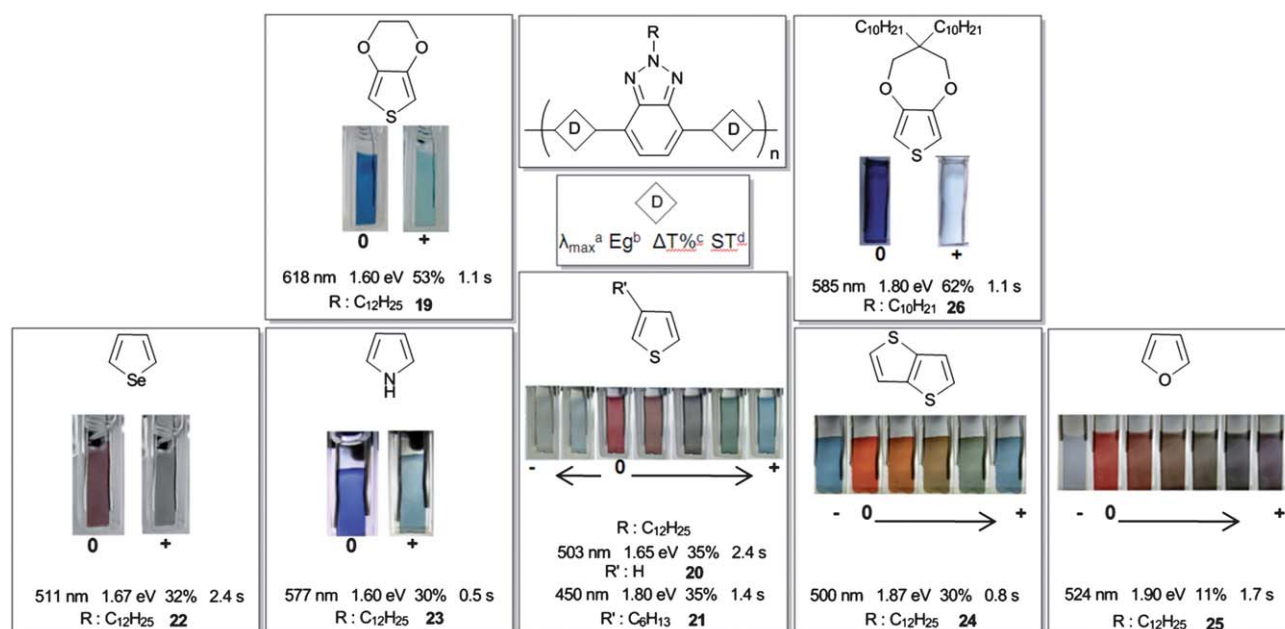 O O
S
0 +
618 nm 1.60 eV 53% 1.1 s
R : C₁₂H₂₅ 19
R
N
N N
D D
n
D
λmaxᵃ Egᵇ ΔT%ᶜ STᵈ
C₁₀H₂₁ C₁₀H₂₁
O O
S
0 +
585 nm 1.80 eV 62% 1.1 s
R : C₁₀H₂₁ 26
Se
0 +
511 nm 1.67 eV 32% 2.4 s
R : C₁₂H₂₅ 22
N
H
0 +
577 nm 1.60 eV 30% 0.5 s
R : C₁₂H₂₅ 23
R'
S
- 0 +
R : C₁₂H₂₅
503 nm 1.65 eV 35% 2.4 s
R' : H 20
450 nm 1.80 eV 35% 1.4 s
R' : C₆H₁₃ 21
S
S
- 0 +
500 nm 1.87 eV 30% 0.8 s
R : C₁₂H₂₅ 24
O
- 0 +
524 nm 1.90 eV 11% 1.7 s
R : C₁₂H₂₅ 25